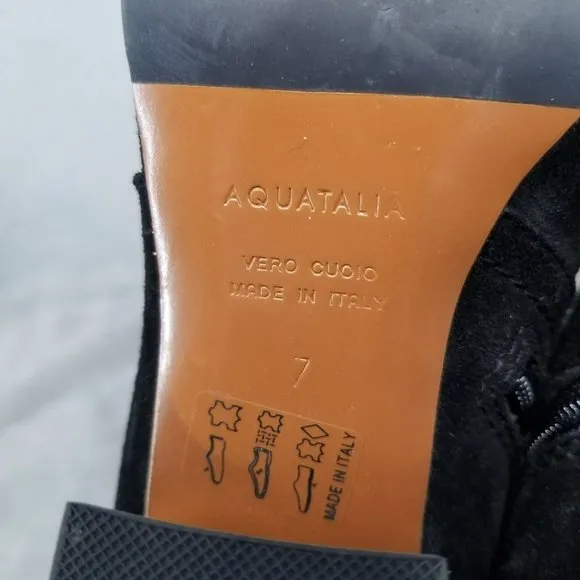 AQUATALIA
VERO CUOIO
MADE IN ITALY
7
MADE IN ITALY